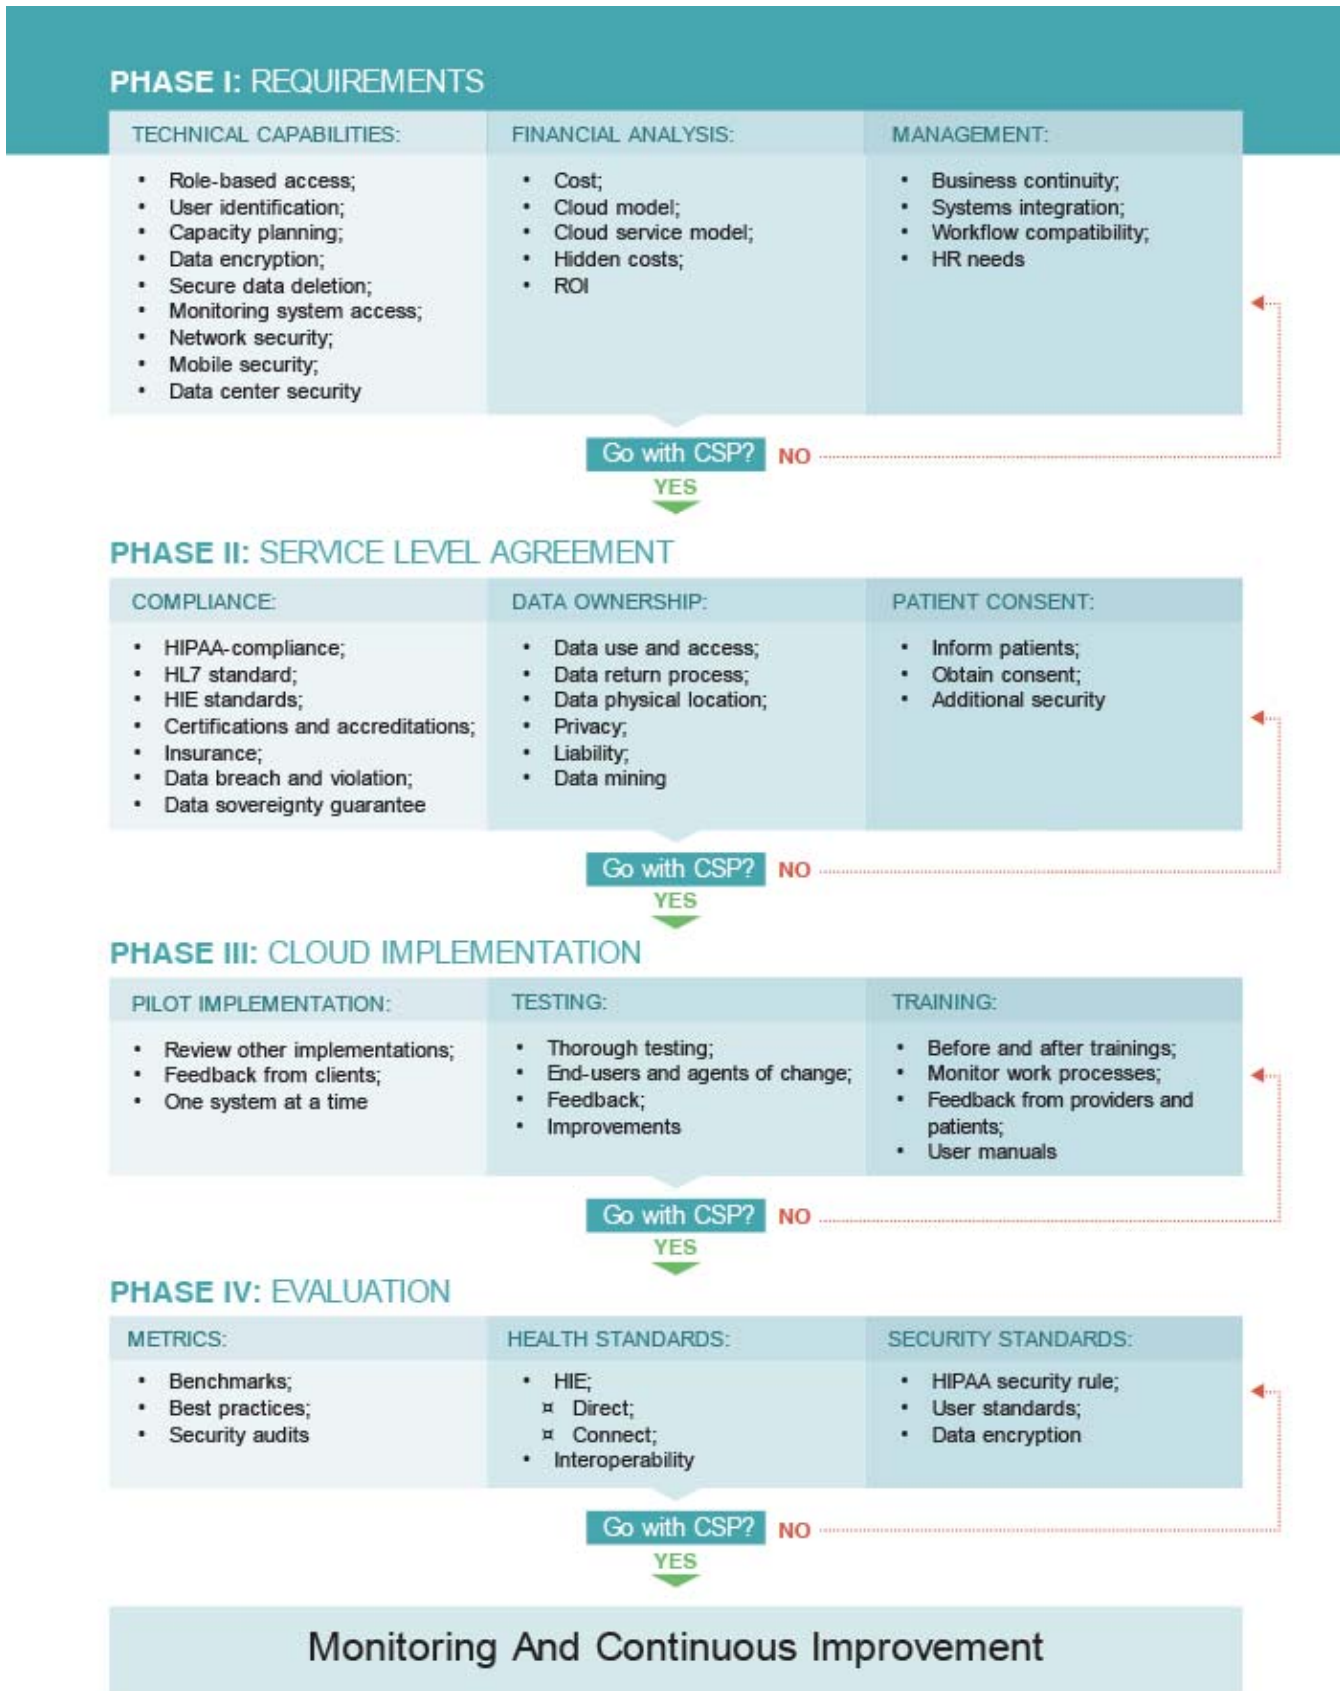 PHASE I: REQUIREMENTS
TECHNICAL CAPABILITIES:
• Role-based access;
• User identification;
• Capacity planning;
• Data encryption;
• Secure data deletion;
• Monitoring system access;
• Network security;
• Mobile security;
• Data center security
FINANCIAL ANALYSIS:
• Cost;
• Cloud model;
• Cloud service model;
• Hidden costs;
• ROI
MANAGEMENT:
• Business continuity;
• Systems integration;
• Workflow compatibility;
• HR needs
Go with CSP? NO
YES
PHASE II: SERVICE LEVEL AGREEMENT
COMPLIANCE:
• HIPAA-compliance;
• HL7 standard;
• HIE standards;
• Certifications and accreditations;
• Insurance;
• Data breach and violation;
• Data sovereignty guarantee
DATA OWNERSHIP:
• Data use and access;
• Data return process;
• Data physical location;
• Privacy;
• Liability;
• Data mining
PATIENT CONSENT:
• Inform patients;
• Obtain consent;
• Additional security
Go with CSP? NO
YES
PHASE III: CLOUD IMPLEMENTATION
PILOT IMPLEMENTATION:
• Review other implementations;
• Feedback from clients;
• One system at a time
TESTING:
• Thorough testing;
• End-users and agents of change;
• Feedback;
• Improvements
TRAINING:
• Before and after trainings;
• Monitor work processes;
• Feedback from providers and
patients;
• User manuals
Go with CSP? NO
YES
PHASE IV: EVALUATION
METRICS:
• Benchmarks;
• Best practices;
• Security audits
HEALTH STANDARDS:
• HIE;
¤ Direct;
¤ Connect;
• Interoperability
SECURITY STANDARDS:
• HIPAA security rule;
• User standards;
• Data encryption
Go with CSP? NO
YES
Monitoring And Continuous Improvement